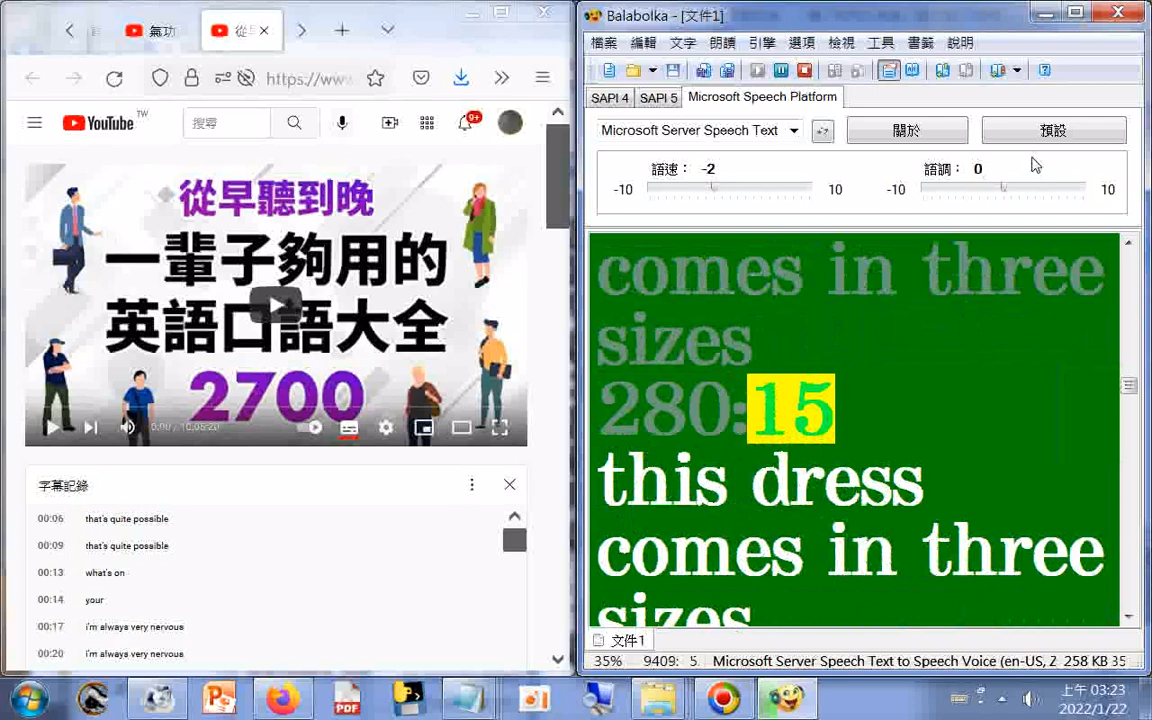 氣功
從
https://www.
YouTube TW
搜尋
9+
從早聽到晚
一輩子夠用的
英語口語大全
2700
0:00 / 10:05:20
字幕記錄
00:06 that's quite possible
00:09 that's quite possible
00:13 what's on
00:14 your
00:17 i'm always very nervous
00:20 i'm always very nervous
Balabolka - [文件1]
檔案 編輯 文字 朗讀 引擎 選項 檢視 工具 書籤 說明
SAPI 4 SAPI 5 Microsoft Speech Platform
Microsoft Server Speech Text 關於 預設
語速： -2 語調： 0
-10 10 -10 10
comes in three
sizes
280:15
this dress
comes in three
sizes
文件1
35% 9409: 5 Microsoft Server Speech Text to Speech Voice (en-US, Z 258 KB 35
PDF
上午 03:23
2022/1/22